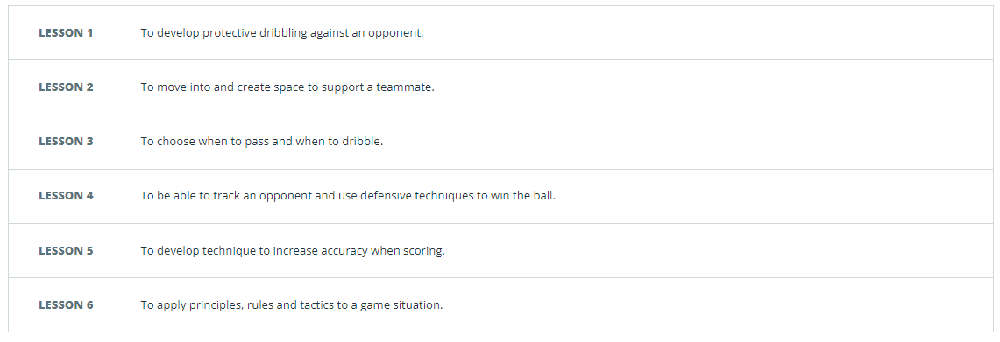 LESSON 1 To develop protective dribbling against an opponent.
LESSON 2 To move into and create space to support a teammate.
LESSON 3 To choose when to pass and when to dribble.
LESSON 4 To be able to track an opponent and use defensive techniques to win the ball.
LESSON 5 To develop technique to increase accuracy when scoring.
LESSON 6 To apply principles, rules and tactics to a game situation.